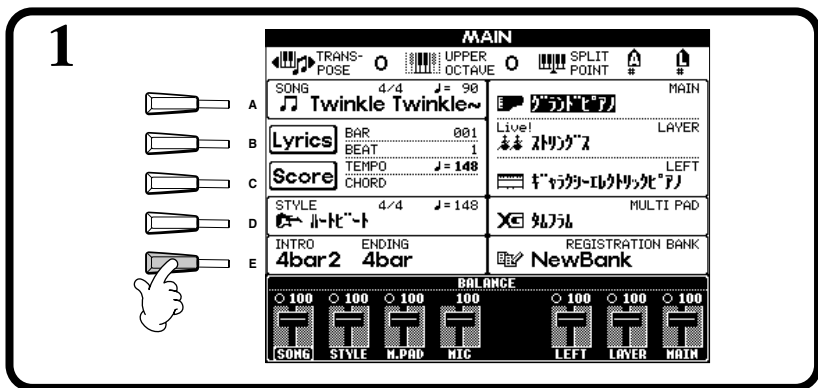 1
MAIN
TRANS-
POSE 0
UPPER
OCTAVE 0
SPLIT
POINT
A
#
L
#
A
SONG 4/4 ♩= 90
Twinkle Twinkle~
MAIN
グランドピアノ
B
Lyrics
BAR 001
BEAT 1
Live! LAYER
ストリングス
C
Score
TEMPO ♩=148
CHORD
LEFT
ギャラクシーエレクトリックピアノ
D
STYLE 4/4 ♩=148
ハートビート
MULTI PAD
XG タムフラム
E
INTRO ENDING
4bar2 4bar
REGISTRATION BANK
NewBank
BALANCE
100 100 100 100 100 100 100
SONG STYLE M.PAD MIC LEFT LAYER MAIN